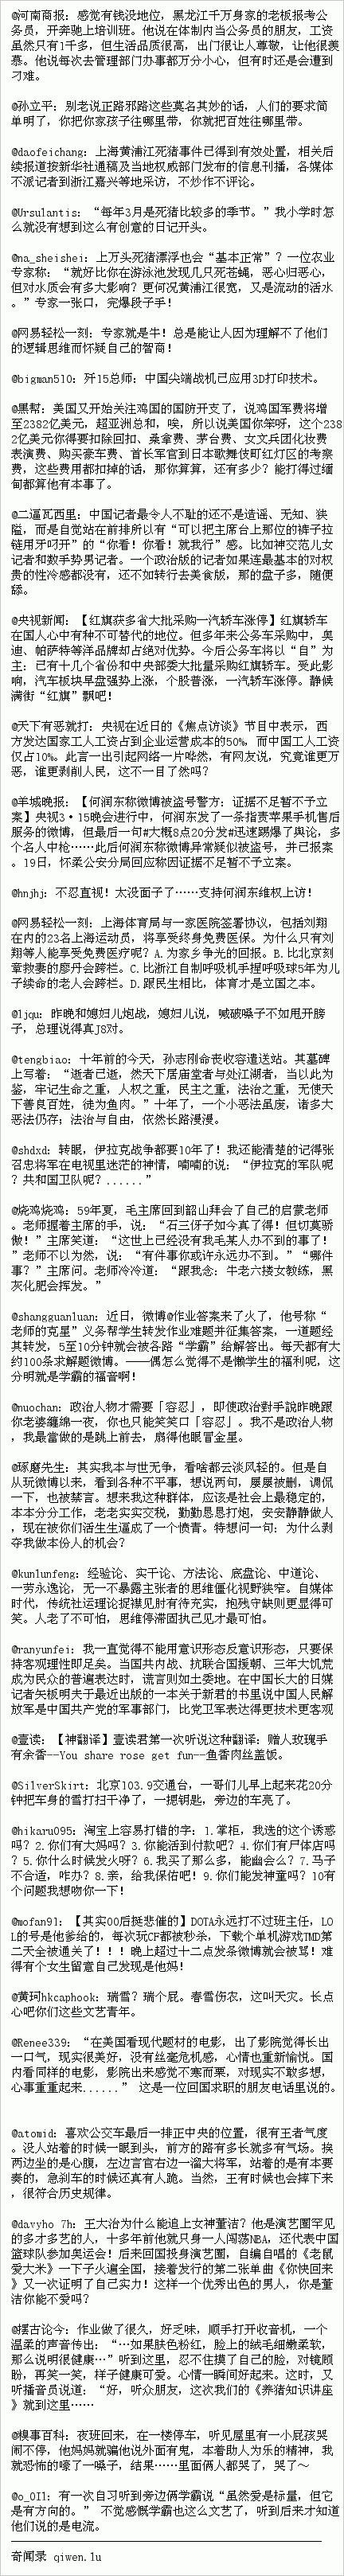 @河南商报：感觉有钱没地位，黑龙江千万身家的老板报考公
务员，开奔驰上培训班。他说在体制内当公务员的朋友，工资
虽然只有1千多，但生活品质很高，出门很让人尊敬，让他很羡
慕。他说每次去管理部门办事都万分小心，但有时还是会遭到
刁难。
@孙立平：别老说正路邪路这些莫名其妙的话，人们的要求简
单明了，你把你家孩子往哪里带，你就把百姓往哪里带。
@daofeichang：上海黄浦江死猪事件已得到有效处置，相关后
续报道按新华社通稿及当地权威部门发布的信息刊播，各媒体
不派记者到浙江嘉兴等地采访，不炒作不评论。
@Ursulantis：“每年3月是死猪比较多的季节。”我小学时怎
么就没有想到这么有创意的日记开头。
@na_sheishei：上万头死猪漂浮也会“基本正常”？一位农业
专家称：“就好比你在游泳池发现几只死苍蝇，恶心归恶心，
但对水质会有多大影响？更何况黄浦江很宽，又是流动的活水
。”专家一张口，完爆段子手！
@网易轻松一刻：专家就是牛！总是能让人因为理解不了他们
的逻辑思维而怀疑自己的智商！
@bigman510：歼15总师：中国尖端战机已应用3D打印技术。
@黑帮：美国又开始关注鸡国的国防开支了，说鸡国军费将增
至2382亿美元，超亚洲总和，唉，所以说美国你笨呀，这个238
2亿美元你得要扣除回扣、桑拿费、茅台费、女文兵团化妆费
表演费、购买豪车费、首长军官到日本歌舞伎町红灯区的考察
费，这些费用都扣掉的话，那你算算，还有多少？能打得过缅
甸都算他有本事了。
@二逼瓦西里：中国记者最令人不耻的还不是造谣、无知、狭
隘，而是自觉站在前排所以有“可以把主席台上那位的裤子拉
链用牙叼开”的“你看！你看！就我行”感。比如神交范儿女
记者和数手势男记者。一个政治版的记者如果连最基本的对权
贵的性冷感都没有，还不如转行去美食版，那的盘子多，随便
舔。
@央视新闻：【红旗获多省大批采购一汽轿车涨停】红旗轿车
在国人心中有种不可替代的地位。但多年来公务车采购中，奥
迪、帕萨特等洋品牌却占绝对优势。今后公务车将以“自”为
主：已有十几个省份和中央部委大批量采购红旗轿车。受此影
响，汽车板块早盘强势上涨，个股普涨，一汽轿车涨停。静候
满街“红旗”飘吧！
@天下有恶就打：央视在近日的《焦点访谈》节目中表示，西
方发达国家工人工资占到企业运营成本的50%，而中国工人工资
仅占10%。此言一出引起网络一片哗然，有网友说，究竟谁更万
恶，谁更剥削人民，这不一目了然吗？
@羊城晚报：【何润东称微博被盗号警方：证据不足暂不予立
案】央视3·15晚会进行中，何润东发了一条指责苹果手机售后
服务的微博，但最后一句#大概8点20分发#迅速踢爆了舆论，多
个名人中枪……此后何润东称微博异常疑似被盗号，并已报案
。19日，怀柔公安分局回应称因证据不足暂不予立案。
@hnjhj：不忍直视！太没面子了……支持何润东维权上访！
@网易轻松一刻：上海体育局与一家医院签署协议，包括刘翔
在内的23名上海运动员，将享受终身免费医保。为什么只有刘
翔等人能享受免费医疗呢？A.为家乡争光的回报。B.比北京刻
章救妻的廖丹会跨栏。C.比浙江自制呼吸机手捏呼吸球5年为儿
子续命的老人会跨栏。D.跟民生相比，体育才是立国之本。
@ljqu：昨晚和媳妇儿炮战，媳妇儿说，喊破嗓子不如甩开膀
子，总理说得真J8对。
@tengbiao：十年前的今天，孙志刚命丧收容遣送站。其墓碑
上写着：“逝者已逝，然天下居庙堂者与处江湖者，当以此为
鉴，牢记生命之重，人权之重，民主之重，法治之重，无使天
下善良百姓，徒为鱼肉。”十年了，一个小恶法虽废，诸多大
恶法仍存；法治与自由，依然长路漫漫。
@shdxd：转眼，伊拉克战争都要10年了！我还能清楚的记得张
召忠将军在电视里迷茫的神情，喃喃的说：“伊拉克的军队呢
？共和国卫队呢？......”
@烧鸡烧鸡：59年夏，毛主席回到韶山拜会了自己的启蒙老师
。老师握着主席的手，说：“石三伢子如今真了得！但切莫骄
傲！”主席笑道：“这世上已经没有我毛某人办不到的事了！
”老师不以为然，说：“有件事你或许永远办不到。”“哪件
事？”主席问。老师冷冷道：“跟我念：牛老六搂女教练，黑
灰化肥会挥发。”
@shangguanluan：近日，微博@作业答案来了火了，他号称“
老师的克星”义务帮学生转发作业难题并征集答案，一道题经
其转发，5至10分钟就会被各路“学霸”给解答出。每天都有大
约100条求解题微博。——偶怎么觉得不是懒学生的福利呢，这
分明就是学霸的福音啊！
@nuochan：政治人物才需要「容忍」，即使政治對手說昨晚跟
你老婆纏绵一夜，你也只能笑笑口「容忍」。我不是政治人物
，我最當做的是跳上前去，扇得他眼冒金星。
@琢磨先生：其实我本与世无争，看啥都云淡风轻的。但是自
从玩微博以来，看到各种不平事，想说两句，屡屡被删，调侃
一下，也被禁言。想来我这种群体，应该是社会上最稳定的，
本本分分工作，老老实实交税，勤勤恳恳打炮，安安静静做人
，现在被你们活生生逼成了一个愤青。特想问一句：为什么剥
夺我做本份人的机会？
@kunlunfeng：经验论、实干论、方法论、底盘论、中道论、
一劳永逸论，无一不暴露主张者的思维僵化视野狭窄。自媒体
时代，传统社运理论捉襟见肘有待充实，抱残守缺则更显得可
笑。人老了不可怕，思维停滞固执己见才最可怕。
@ranyunfei：我一直觉得不能用意识形态反意识形态，只要保
持客观理性即足矣。当国共内战、抗联合国援朝、三年大饥荒
成为民众的普遍表达时，谎言则如土委地。在中国长大的日媒
记者矢板明夫于最近出版的一本关于新君的书里说中国人民解
放军是中国共产党的军事部门，比党卫军表达得更技术更客观
@壹读：【神翻译】壹读君第一次听说这种翻译：赠人玫瑰手
有余香--You share rose get fun--鱼香肉丝盖饭。
@SilverSkirt：北京103.9交通台，一哥们儿早上起来花20分
钟把车身的雪打扫干净了，一摁钥匙，旁边的车亮了。
@hikaru095：淘宝上容易打错的字：1.掌柜，我选的这个诱惑
吗？2.你们有大妈吗？3.你能活到付款吧？4.你们有尸体店吗
？5.你什么时候发火呀？6.我买了那么多，能幽会么？7.马子
不合适，咋办？8.亲，给我保佑吧！9.你们能发神童吗？10有
个问题我想吻你一下！
@mofan91：【其实00后挺悲催的】DOTA永远打不过班主任，LO
L的号是他爹给的，每次玩CF都被秒杀，下载个单机游戏TMD第
二天全被通关了！！！晚上超过十二点发条微博就会被骂！难
得有个女生留意自己发现是他妈！
@黄珂hkcaphook：瑞雪？瑞个屁。春雪伤农，这叫天灾。长点
心吧你们这些文艺青年。
@Renee339：“在美国看现代题材的电影，出了影院觉得长出
一口气，现实很美好，没有丝毫危机感，心情也重新愉悦。国
内看同样的电影，影院出来感觉不寒而栗，对现实不敢多想，
心事重重起来......” 这是一位回国求职的朋友电话里说的。
@atomid：喜欢公交车最后一排正中央的位置，很有王者气度
。没人站着的时候一眼到头，前方的路有多长就多有气场。挨
两边坐的是心腹，左边言官右边一溜大将军，站着的是有本要
奏的，急刹车的时候还真有人跪。当然，王有时候也会摔下来
，很符合历史规律。
@davyho 7h：王大治为什么能追上女神董洁？他是演艺圈罕见
的多才多艺的人，十多年前他就只身一人闯荡NBA，还代表中国
篮球队参加奥运会！后来回国投身演艺圈，自编自唱的《老鼠
爱大米》一下子火遍全国，接着发行的第二张单曲《你快回来
》又一次证明了自己实力！这样一个优秀出色的男人，你是董
洁你能不爱吗？
@摆古论今：作业做了很久，好乏味，顺手打开收音机，一个
温柔的声音传出：“…如果肤色粉红，脸上的绒毛细嫩柔软，
那么说明很健康…”听到这里，忍不住摸了自己的脸，对镜顾
盼，再笑一笑，样子健康可爱。心情一瞬间好起来。这时，又
听播音员说道：“好，听众朋友，这次我们的《养猪知识讲座
》就到这里……
@糗事百科：夜班回来，在一楼停车，听见屋里有一小屁孩哭
闹不停，他妈妈就骗他说外面有鬼，本着助人为乐的精神，我
就恐怖的嚎了一嗓子，结果……里面俩人都哭了，哭了～
@o_OI1：有一次自习听到旁边俩学霸说“虽然爱是标量，但它
是有方向的。” 不觉感慨学霸也这么文艺了，听到后来才知道
他们说的是电流。
奇闻录 qiwen.lu